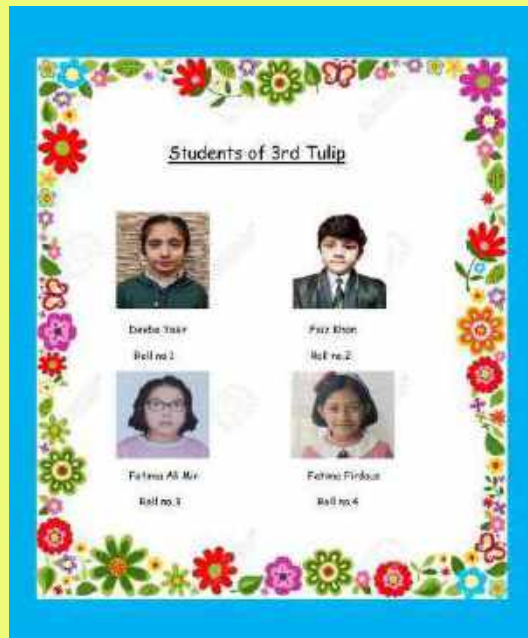 Students of 3rd Tulip
Deeba Yasir
Faiz Khan
Roll no.1
Roll no.2
Fatima Ali Mir
Fatima Firdous
Roll no.3
Roll no.4